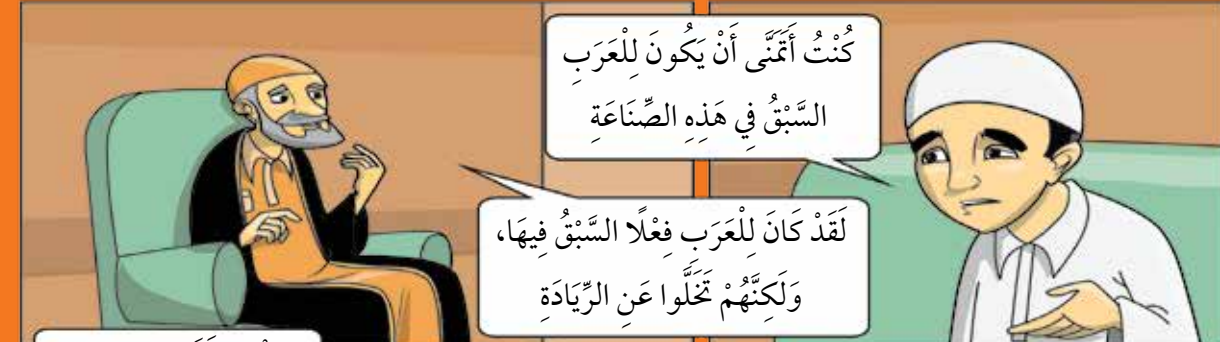 كُنْتُ أَتَمَنَّى أَنْ يَكُونَ لِلْعَرَبِ
السَّبْقُ فِي هَذِهِ الصِّنَاعَةِ
لَقَدْ كَانَ لِلْعَرَبِ فِعْلًا السَّبْقُ فِيهَا،
وَلَكِنَّهُمْ تَخَلَّوا عَنِ الرِّيَادَةِ